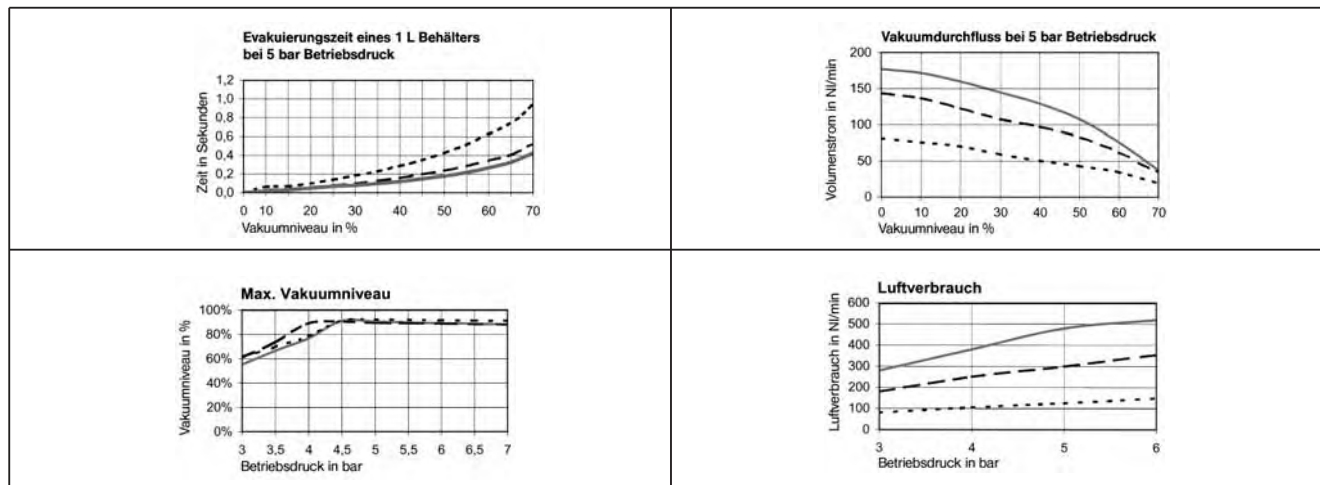 Evakuierungszeit eines 1 L Behälters
bei 5 bar Betriebsdruck
Zeit in Sekunden
1,2
1,0
0,8
0,6
0,4
0,2
0,0
0 10 20 30 40 50 60 70
Vakuumniveau in %
Vakuumdurchfluss bei 5 bar Betriebsdruck
Volumenstrom in Nl/min
200
150
100
50
0
0 10 20 30 40 50 60 70
Vakuumniveau in %
Max. Vakuumniveau
Vakuumniveau in %
100%
80%
60%
40%
20%
0%
3 3,5 4 4,5 5 5,5 6 6,5 7
Betriebsdruck in bar
Luftverbrauch
Luftverbrauch in Nl/min
600
500
400
300
200
100
0
3 4 5 6
Betriebsdruck in bar